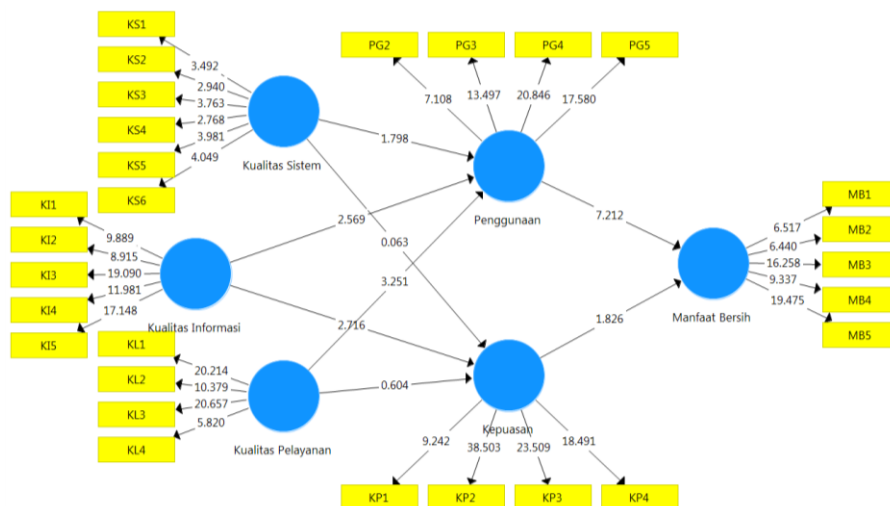 KS1
KS2
KS3
KS4
KS5
KS6
3.492
2.940
3.763
2.768
3.981
4.049
Kualitas Sistem
PG2
PG3
PG4
PG5
7.108
13.497
20.846
17.580
Penggunaan
1.798
2.569
0.063
3.251
2.716
0.604
KI1
KI2
KI3
KI4
KI5
9.889
8.915
19.090
11.981
17.148
Kualitas Informasi
KL1
KL2
KL3
KL4
20.214
10.379
20.657
5.820
Kualitas Pelayanan
7.212
1.826
MB1
MB2
MB3
MB4
MB5
6.517
6.440
16.258
9.337
19.475
Manfaat Bersih
Kepuasan
9.242
38.503
23.509
18.491
KP1
KP2
KP3
KP4